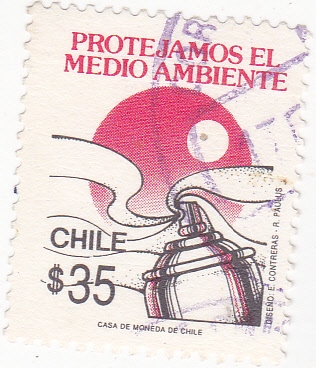 PROTEJAMOS EL
MEDIO AMBIENTE
CHILE
$35
CASA DE MONEDA DE CHILE
DISEÑO: E. CONTRERAS - R. PAULUS